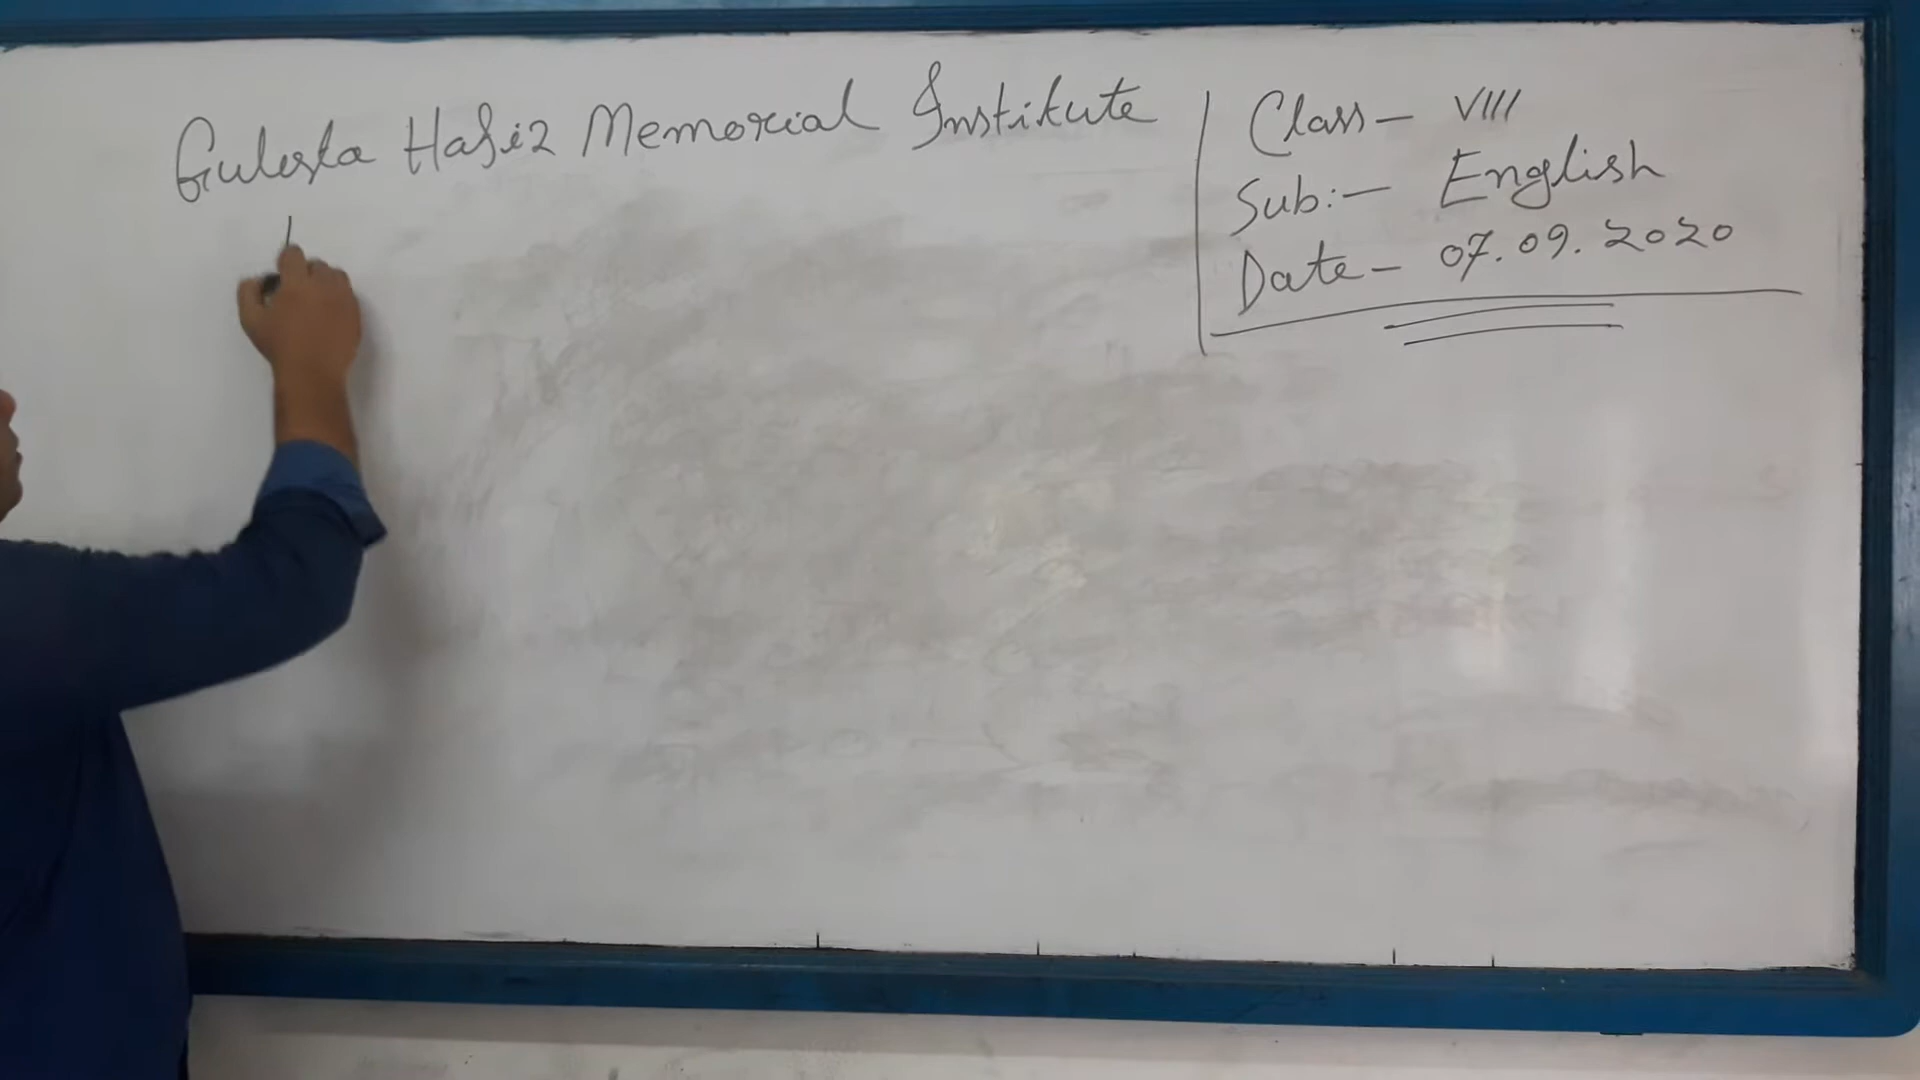 Gulesta Hafiz Memorial Institute
Class - VIII
Sub:- English
Date - 07.09.2020